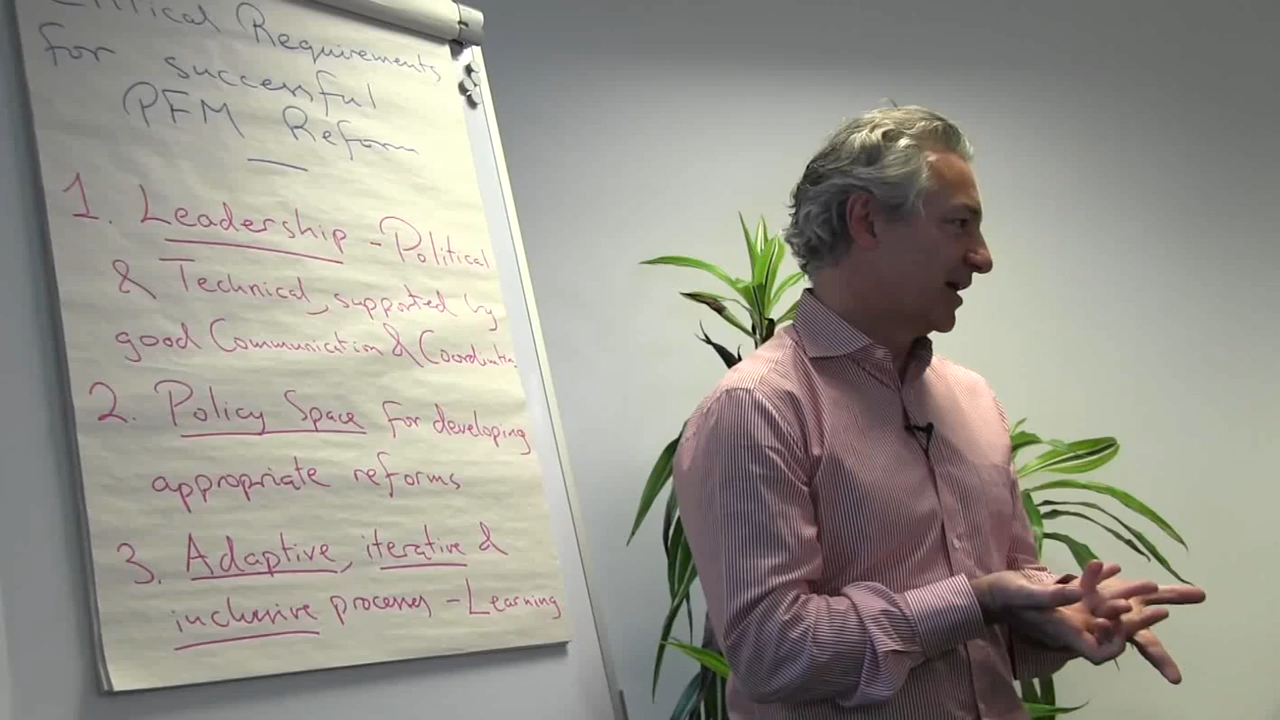 Critical Requirements
for successful
PFM Reform
1. Leadership - Political
& Technical, supported by
good Communication & Coordination
2. Policy Space for developing
appropriate reforms
3. Adaptive, iterative &
inclusive processes - Learning